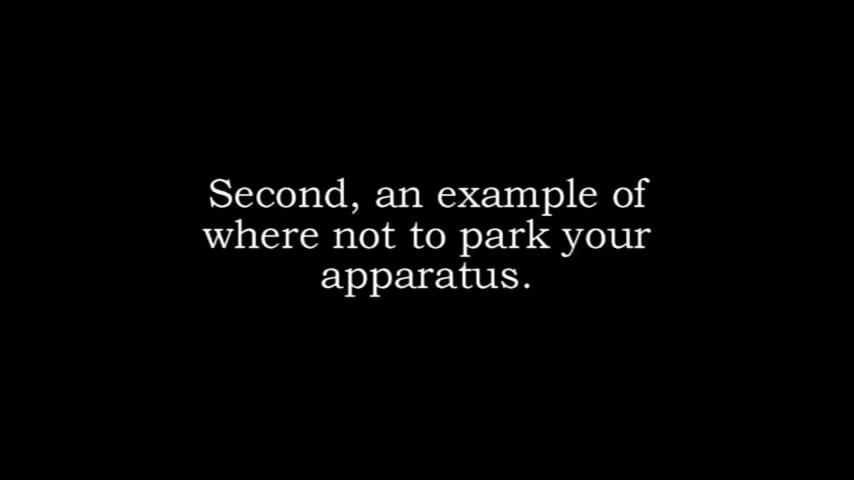 Second, an example of
where not to park your
apparatus.